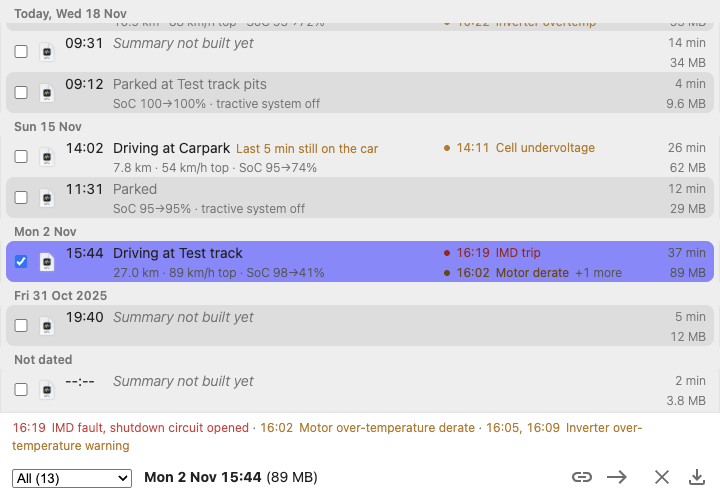 Today, Wed 18 Nov
09:31 Summary not built yet 14 min
34 MB
09:12 Parked at Test track pits 4 min
SoC 100→100% · tractive system off 9.6 MB
Sun 15 Nov
14:02 Driving at Carpark Last 5 min still on the car 14:11 Cell undervoltage 26 min
7.8 km · 54 km/h top · SoC 95→74% 62 MB
11:31 Parked 12 min
SoC 95→95% · tractive system off 29 MB
Mon 2 Nov
15:44 Driving at Test track 16:19 IMD trip 37 min
27.0 km · 89 km/h top · SoC 98→41% 16:02 Motor derate +1 more 89 MB
Fri 31 Oct 2025
19:40 Summary not built yet 5 min
12 MB
Not dated
--:-- Summary not built yet 2 min
3.8 MB
16:19 IMD fault, shutdown circuit opened · 16:02 Motor over-temperature derate · 16:05, 16:09 Inverter over-
temperature warning
All (13) Mon 2 Nov 15:44 (89 MB)